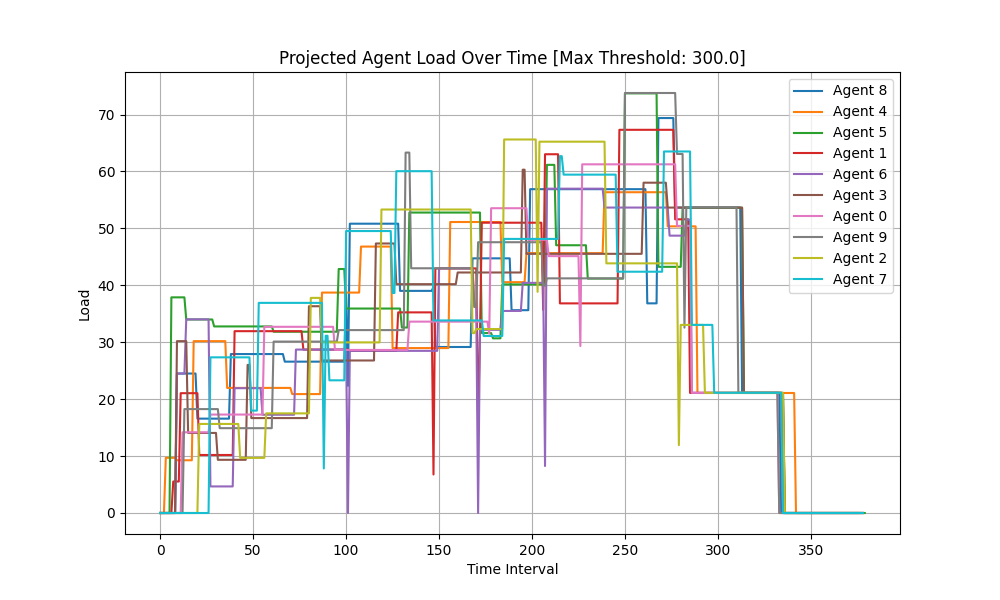 Projected Agent Load Over Time [Max Threshold: 300.0]
Load
70
60
50
40
30
20
10
0
0 50 100 150 200 250 300 350
Time Interval
Agent 8
Agent 4
Agent 5
Agent 1
Agent 6
Agent 3
Agent 0
Agent 9
Agent 2
Agent 7